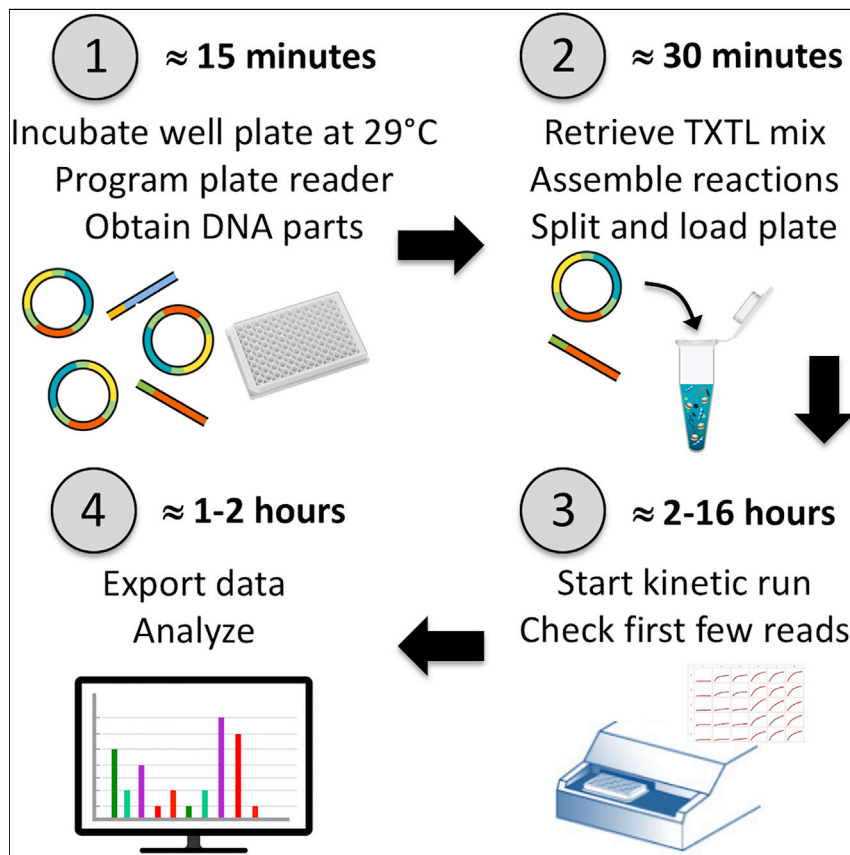 1
≈ 15 minutes
Incubate well plate at 29°C
Program plate reader
Obtain DNA parts
2
≈ 30 minutes
Retrieve TXTL mix
Assemble reactions
Split and load plate
3
≈ 2-16 hours
Start kinetic run
Check first few reads
4
≈ 1-2 hours
Export data
Analyze